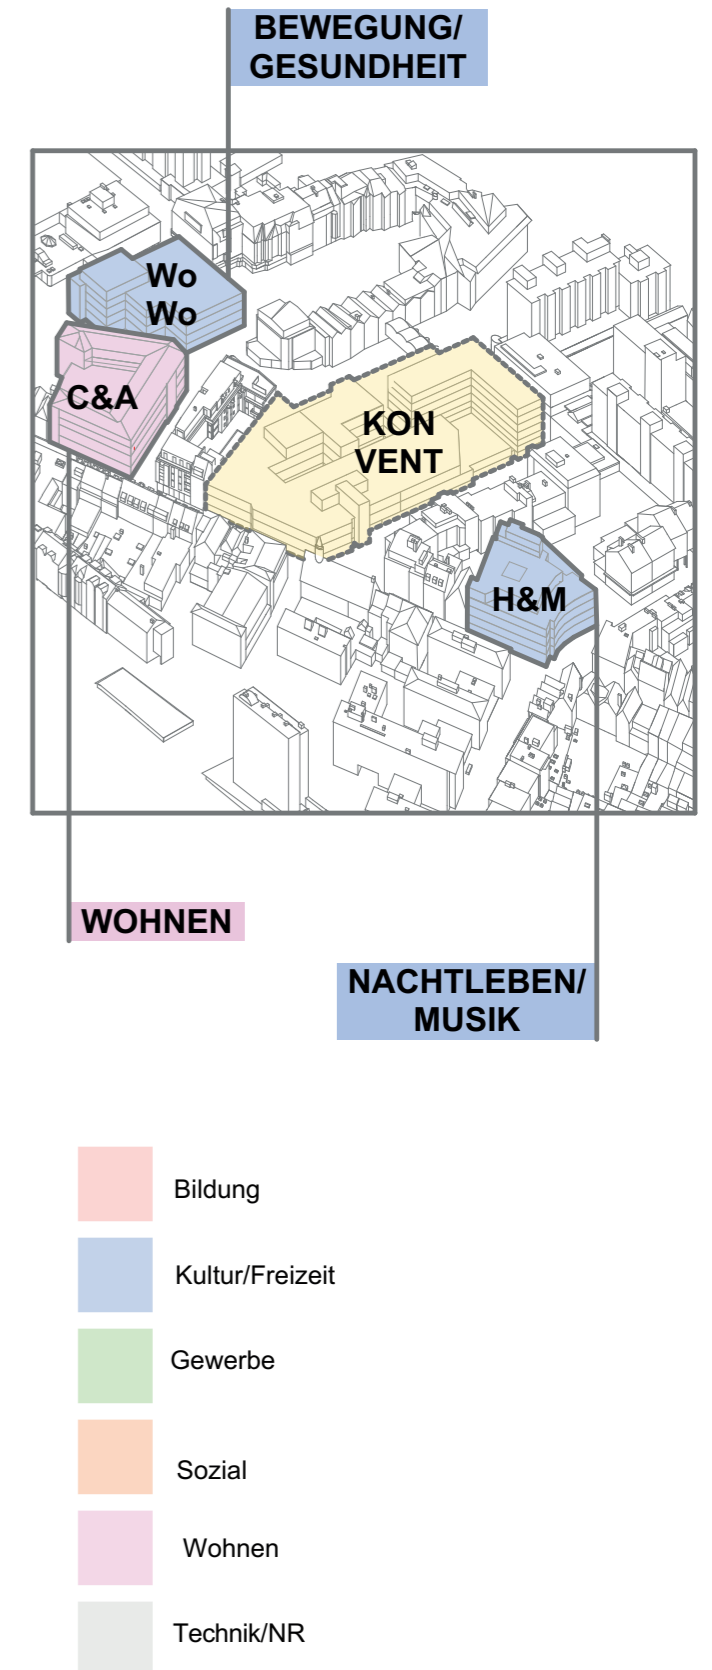 BEWEGUNG/
GESUNDHEIT
Wo
Wo
C&A
KON
VENT
H&M
WOHNEN
NACHTLEBEN/
MUSIK
Bildung
Kultur/Freizeit
Gewerbe
Sozial
Wohnen
Technik/NR